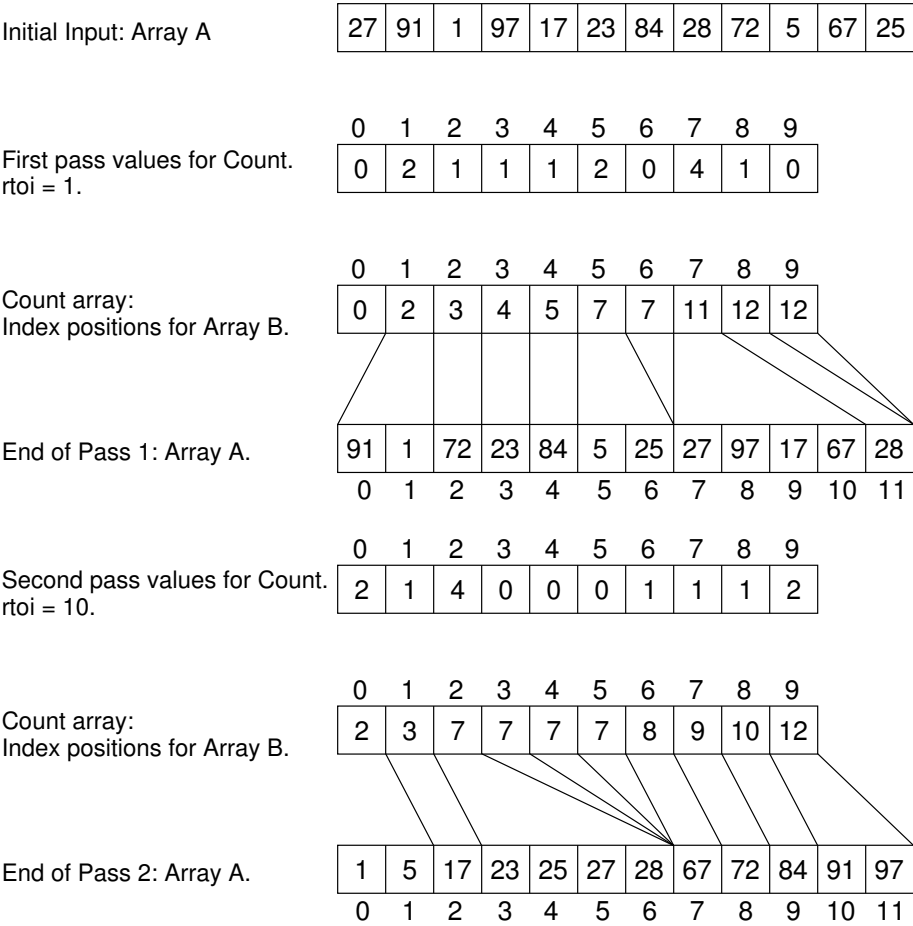 Initial Input: Array A
27 91 1 97 17 23 84 28 72 5 67 25
0 1 2 3 4 5 6 7 8 9
First pass values for Count.
rtoi = 1.
0 2 1 1 1 2 0 4 1 0
0 1 2 3 4 5 6 7 8 9
Count array:
Index positions for Array B.
0 2 3 4 5 7 7 11 12 12
End of Pass 1: Array A.
91 1 72 23 84 5 25 27 97 17 67 28
0 1 2 3 4 5 6 7 8 9 10 11
0 1 2 3 4 5 6 7 8 9
Second pass values for Count.
rtoi = 10.
2 1 4 0 0 0 1 1 1 2
0 1 2 3 4 5 6 7 8 9
Count array:
Index positions for Array B.
2 3 7 7 7 7 8 9 10 12
End of Pass 2: Array A.
1 5 17 23 25 27 28 67 72 84 91 97
0 1 2 3 4 5 6 7 8 9 10 11